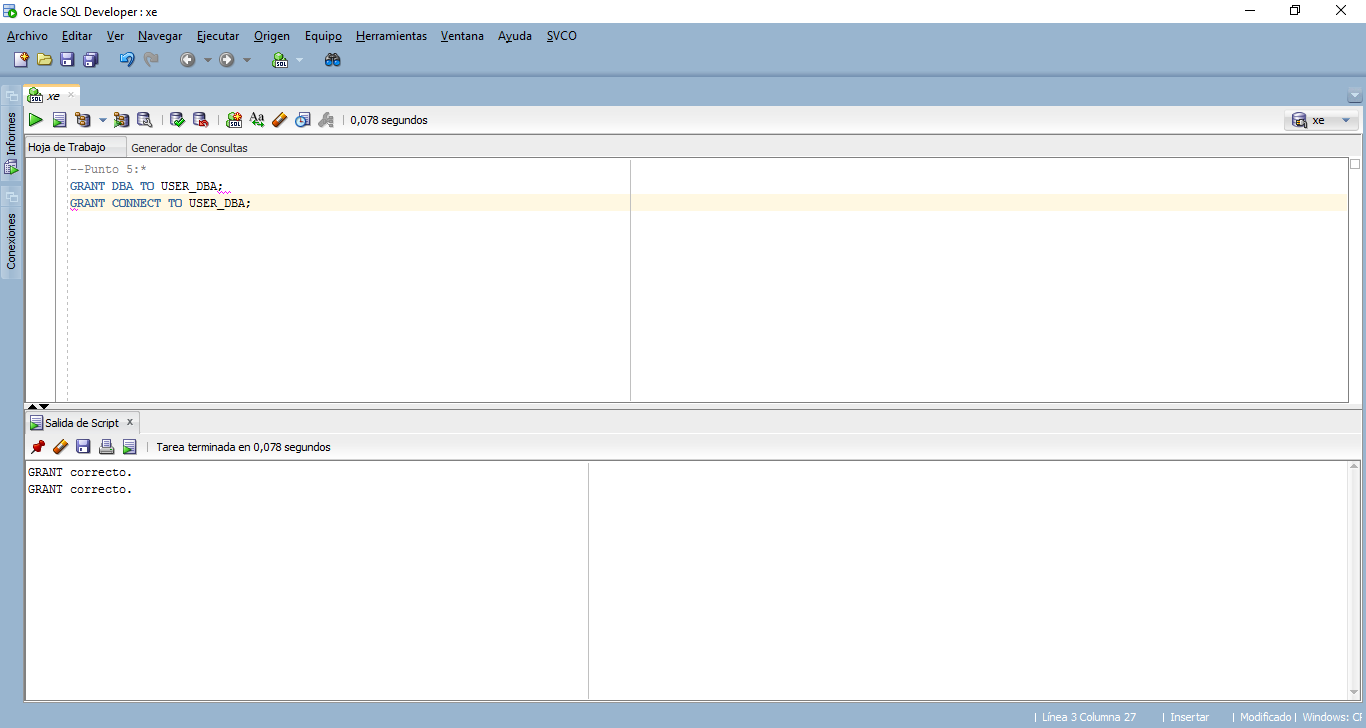 Oracle SQL Developer : xe
Archivo Editar Ver Navegar Ejecutar Origen Equipo Herramientas Ventana Ayuda SVCO
xe
0,078 segundos
xe
Informes
Conexiones
Hoja de Trabajo Generador de Consultas
--Punto 5:*
GRANT DBA TO USER_DBA;
GRANT CONNECT TO USER_DBA;
Salida de Script
Tarea terminada en 0,078 segundos
GRANT correcto.
GRANT correcto.
| Línea 3 Columna 27 | Insertar | Modificado | Windows: CF